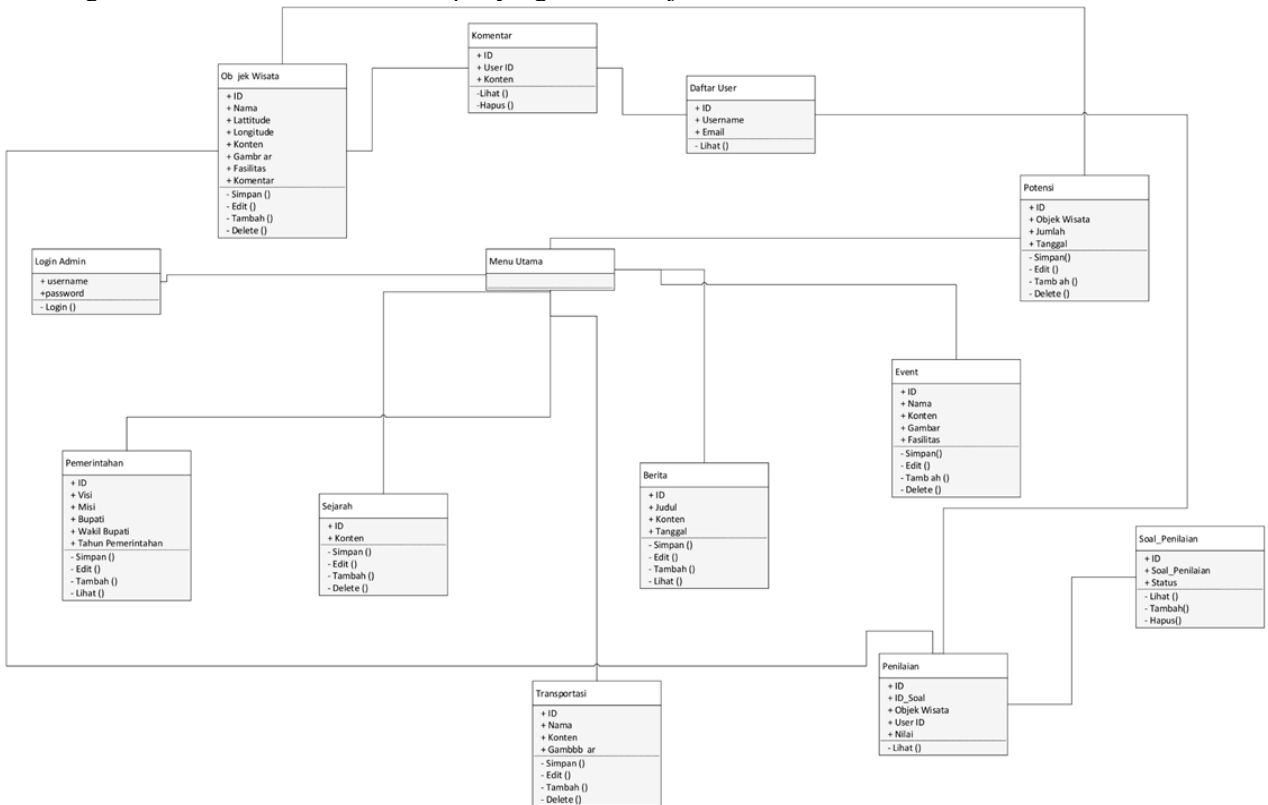 Komentar
+ ID
+ User ID
+ Konten
-Lihat ()
-Hapus ()
Ob jek Wisata
+ ID
+ Nama
+ Lattitude
+ Longitude
+ Konten
+ Gambr ar
+ Fasilitas
+ Komentar
- Simpan ()
- Edit ()
- Tambah ()
- Delete ()
Daftar User
+ ID
+ Username
+ Email
- Lihat ()
Potensi
+ ID
+ Objek Wisata
+ Jumlah
+ Tanggal
- Simpan()
- Edit ()
- Tamb ah ()
- Delete ()
Login Admin
+ username
+password
- Login ()
Menu Utama
Event
+ ID
+ Nama
+ Konten
+ Gambar
+ Fasilitas
- Simpan()
- Edit ()
- Tamb ah ()
- Delete ()
Pemerintahan
+ ID
+ Visi
+ Misi
+ Bupati
+ Wakil Bupati
+ Tahun Pemerintahan
- Simpan ()
- Edit ()
- Tambah ()
- Lihat ()
Sejarah
+ ID
+ Konten
- Simpan ()
- Edit ()
- Tambah ()
- Delete ()
Berita
+ ID
+ Judul
+ Konten
+ Tanggal
- Simpan ()
- Edit ()
- Tambah ()
- Lihat ()
Soal_Penilaian
+ ID
+ Soal_Penilaian
+ Status
- Lihat ()
- Tambah()
- Hapus()
Penilaian
+ ID
+ ID_Soal
+ Objek Wisata
+ User ID
+ Nilai
- Lihat ()
Transportasi
+ ID
+ Nama
+ Konten
+ Gambbb ar
- Simpan ()
- Edit ()
- Tambah ()
- Delete ()